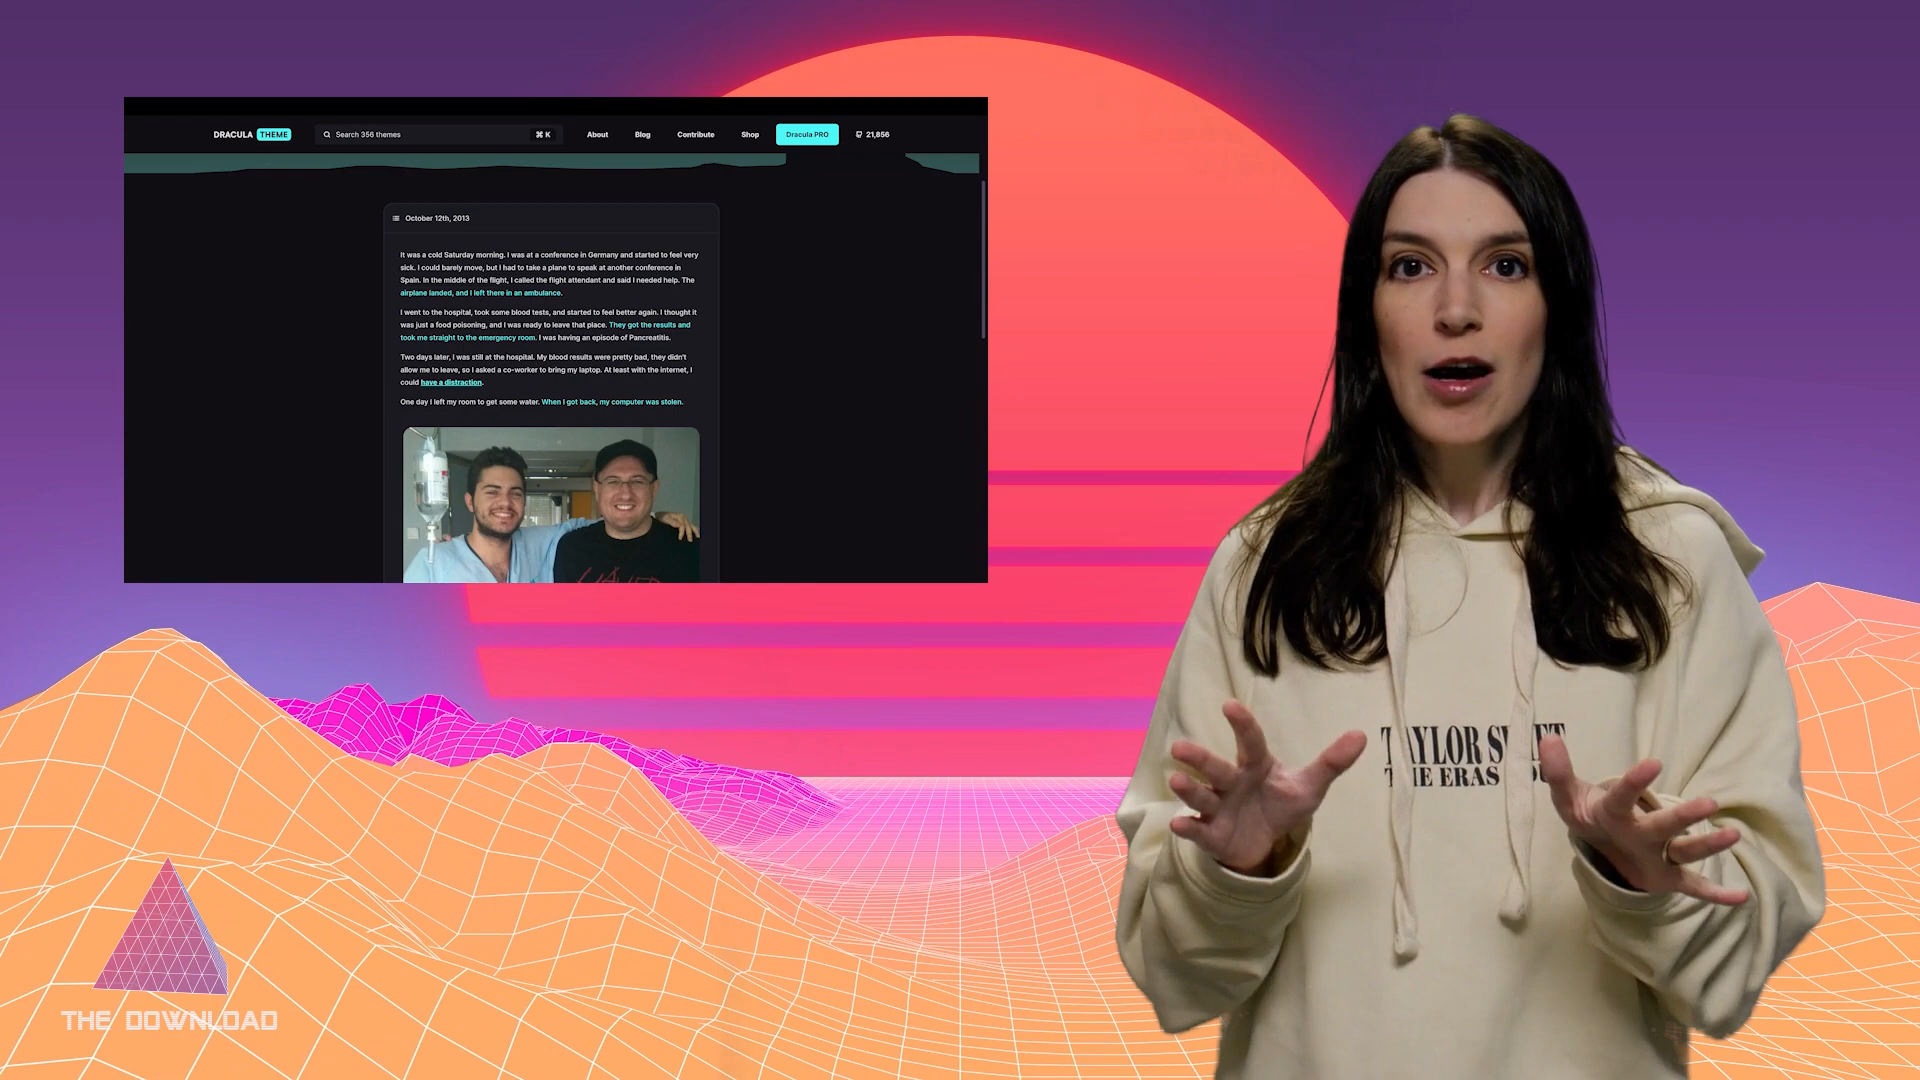 DRACULA THEME
Search 356 themes
⌘ K
About
Blog
Contribute
Shop
Dracula PRO
21,856
October 12th, 2013
It was a cold Saturday morning. I was at a conference in Germany and started to feel very
sick. I could barely move, but I had to take a plane to speak at another conference in
Spain. In the middle of the flight, I called the flight attendant and said I needed help. The
airplane landed, and I left there in an ambulance.
I went to the hospital, took some blood tests, and started to feel better again. I thought it
was just a food poisoning, and I was ready to leave that place. They got the results and
took me straight to the emergency room. I was having an episode of Pancreatitis.
Two days later, I was still at the hospital. My blood results were pretty bad, they didn't
allow me to leave, so I asked a co-worker to bring my laptop. At least with the internet, I
could have a distraction.
One day I left my room to get some water. When I got back, my computer was stolen.
TAYLOR SWIFT
THE ERAS TOUR
THE DOWNLOAD